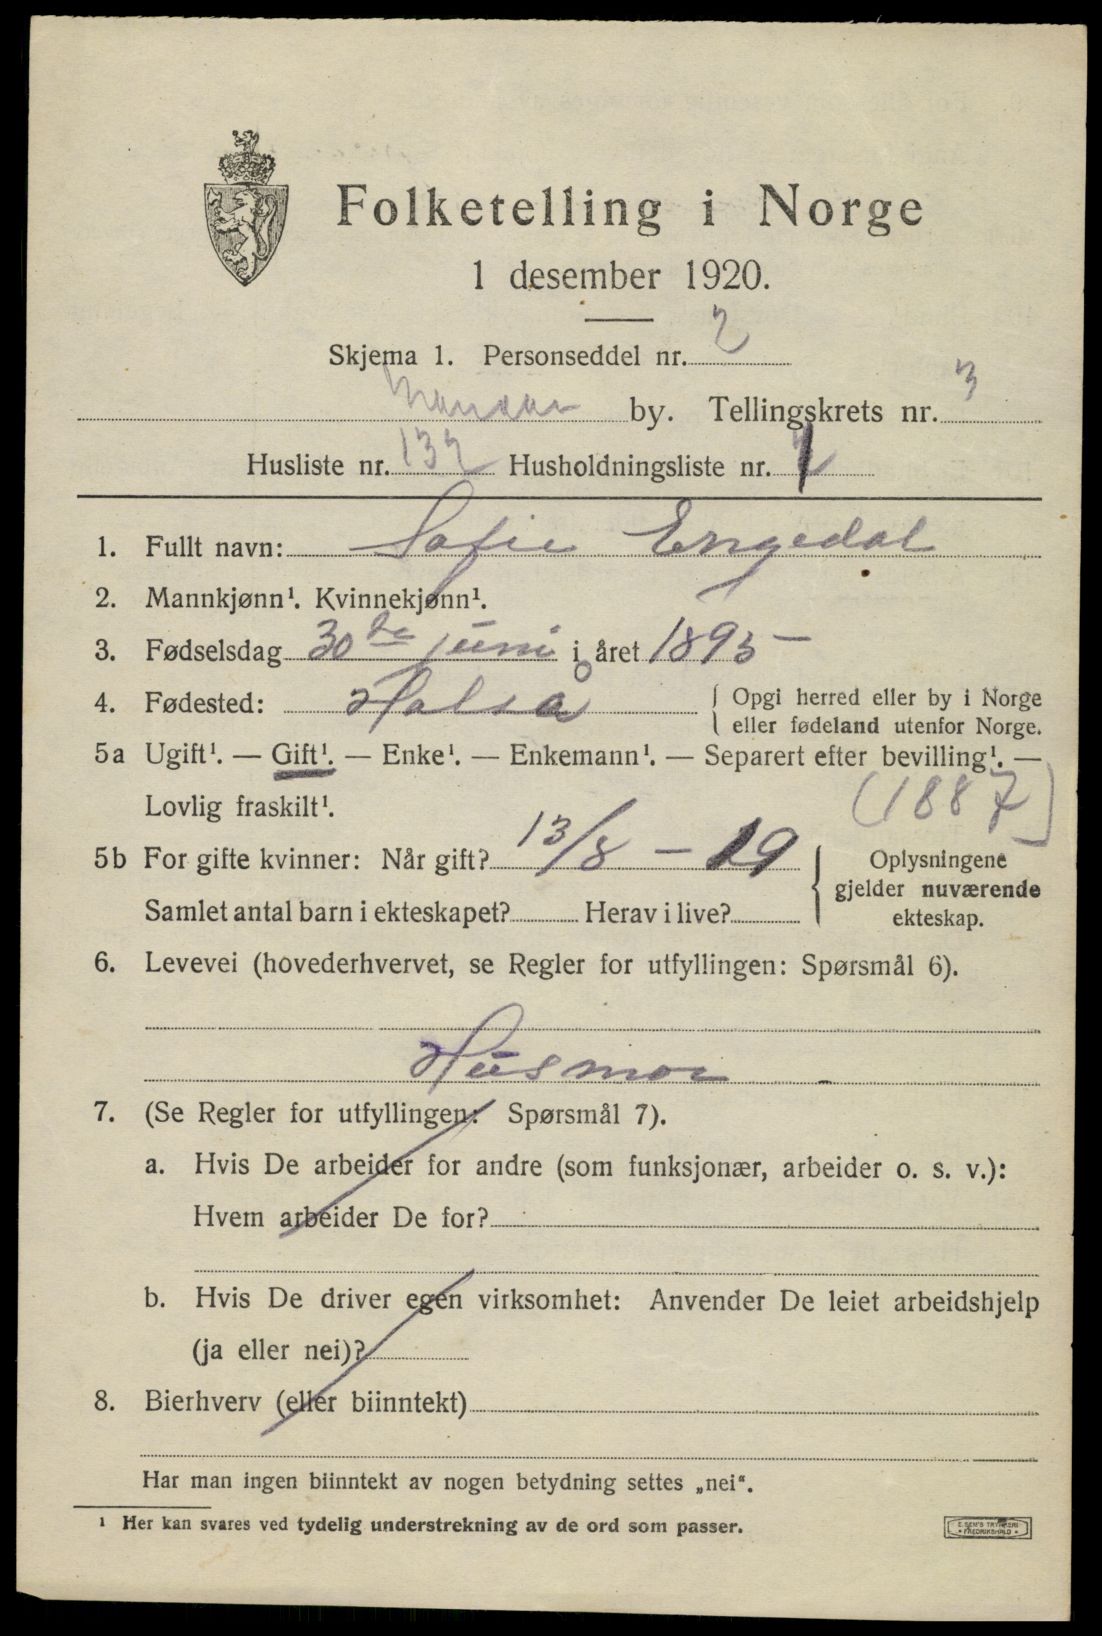 Folketelling i Norge
1 desember 1920.
Skjema 1. Personseddel nr. 2
by. Tellingskrets nr. 3
Husliste nr. 132 Husholdningsliste nr.
1. Fullt navn: Sofie Engedal
2. Mannkjønn¹. Kvinnekjønn¹.
3. Fødselsdag 30de juni i året 1895 –
4. Fødested: Halså { Opgi herred eller by i Norge
eller fødeland utenfor Norge.
5a Ugift¹. — Gift¹. — Enke¹. — Enkemann¹. — Separert efter bevilling¹. —
Lovlig fraskilt¹. (1887)
5b For gifte kvinner: Når gift? 13/8 – 19 { Oplysningene
gjelder nuværende
Samlet antal barn i ekteskapet? Herav i live? ekteskap.
6. Levevei (hovederhvervet, se Regler for utfyllingen: Spørsmål 6).
Husmor
7. (Se Regler for utfyllingen: Spørsmål 7).
a. Hvis De arbeider for andre (som funksjonær, arbeider o. s. v.):
Hvem arbeider De for?
b. Hvis De driver egen virksomhet: Anvender De leiet arbeidshjelp
(ja eller nei)?
8. Bierhverv (eller biinntekt)
Har man ingen biinntekt av nogen betydning settes „nei“.
¹ Her kan svares ved tydelig understrekning av de ord som passer.
E. SEM'S TRYKKERI
FREDRIKSHALD